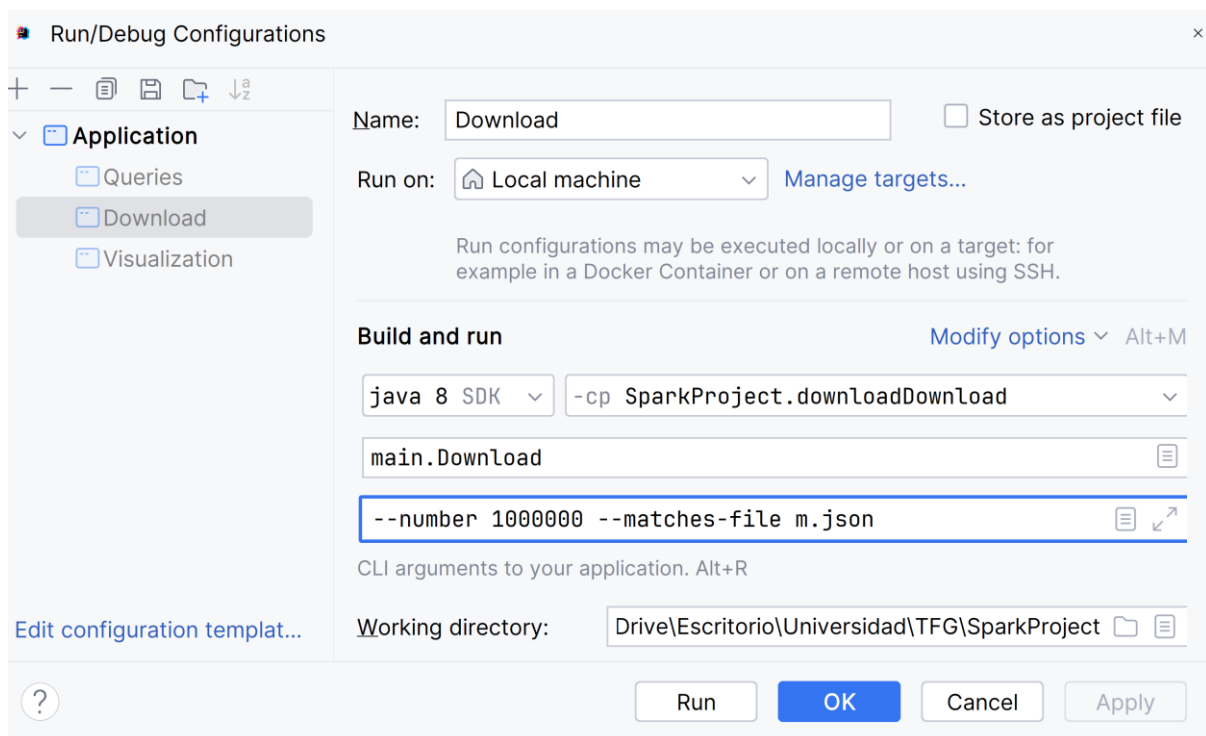 Run/Debug Configurations
Application
Queries
Download
Visualization
Edit configuration templat...
Name: Download
Store as project file
Run on: Local machine Manage targets...
Run configurations may be executed locally or on a target: for
example in a Docker Container or on a remote host using SSH.
Build and run Modify options Alt+M
java 8 SDK -cp SparkProject.downloadDownload
main.Download
--number 1000000 --matches-file m.json
CLI arguments to your application. Alt+R
Working directory: Drive\Escritorio\Universidad\TFG\SparkProject
? Run OK Cancel Apply